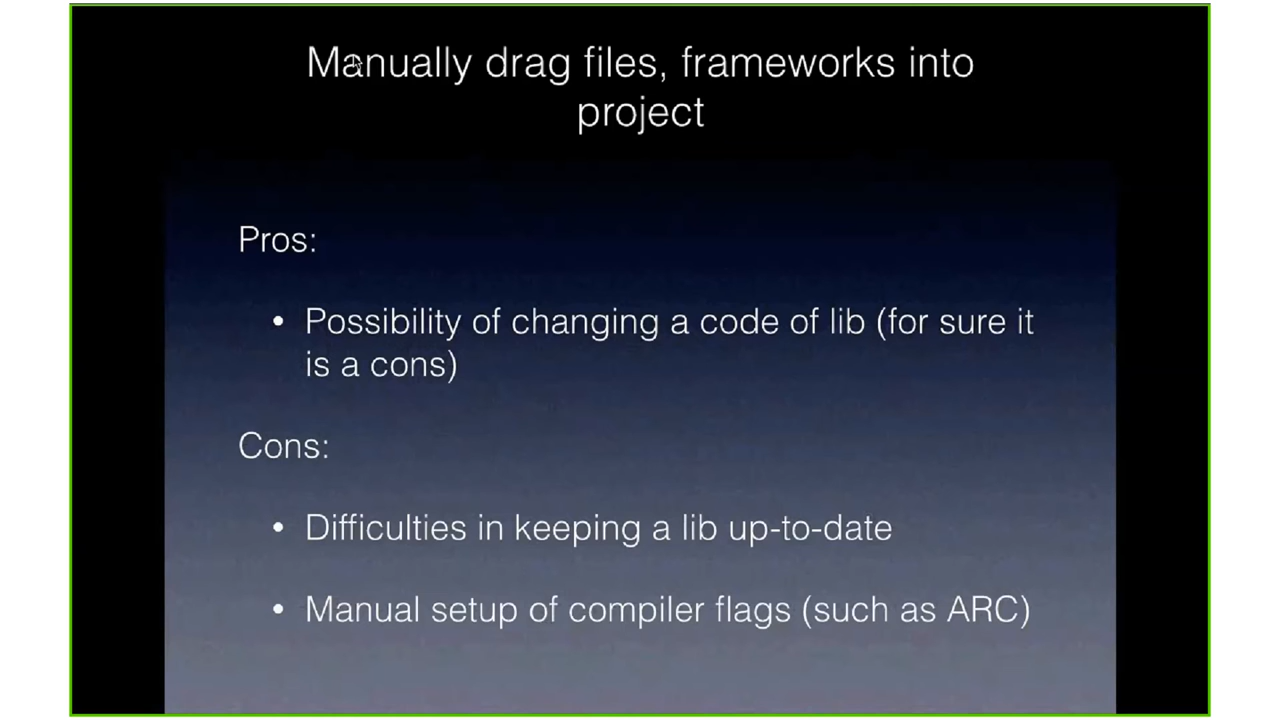 Manually drag files, frameworks into
project
Pros:
• Possibility of changing a code of lib (for sure it
is a cons)
Cons:
• Difficulties in keeping a lib up-to-date
• Manual setup of compiler flags (such as ARC)